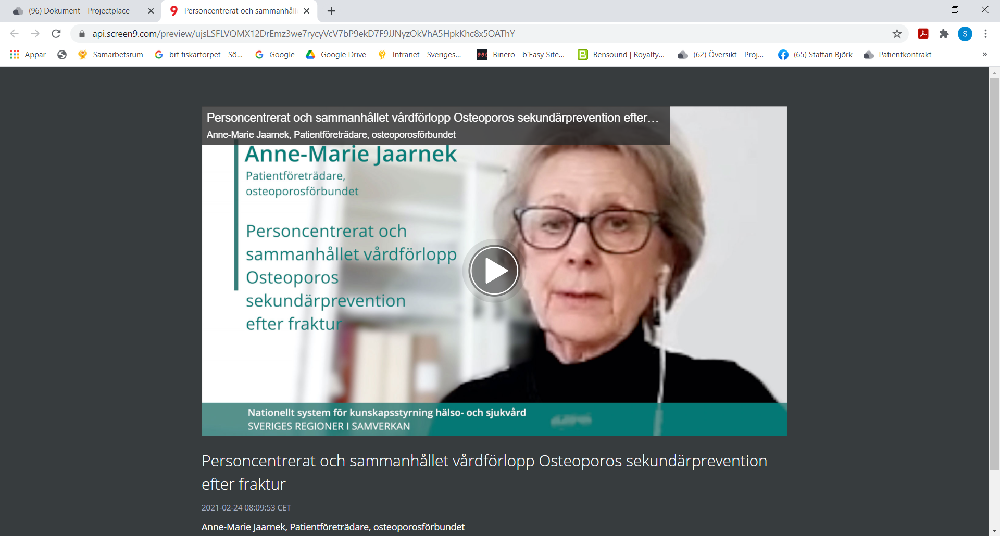 (96) Dokument - Projectplace
Personcentrerat och sammanhåll
api.screen9.com/preview/ujsLSFLVQMX12DrEmz3we7rycyVcV7bP9ekD7F9JJNyzOkVhA5HpkKhc8x5OAThY
S
Appar
Samarbetsrum
brf fiskartorpet - Sö...
Google
Google Drive
Intranet - Sveriges...
Binero - b'Easy Site...
Bensound | Royalty...
(62) Översikt - Proj...
(65) Staffan Björk
Patientkontrakt
»
Personcentrerat och sammanhållet vårdförlopp Osteoporos sekundärprevention efter…
Anne-Marie Jaarnek, Patientföreträdare, osteoporosförbundet
Anne-Marie Jaarnek
Patientföreträdare,
osteoporosförbundet
Personcentrerat och
sammanhållet vårdförlopp
Osteoporos
sekundärprevention
efter fraktur
Nationellt system för kunskapsstyrning hälso- och sjukvård
SVERIGES REGIONER I SAMVERKAN
Personcentrerat och sammanhållet vårdförlopp Osteoporos sekundärprevention
efter fraktur
2021-02-24 08:09:53 CET
Anne-Marie Jaarnek, Patientföreträdare, osteoporosförbundet